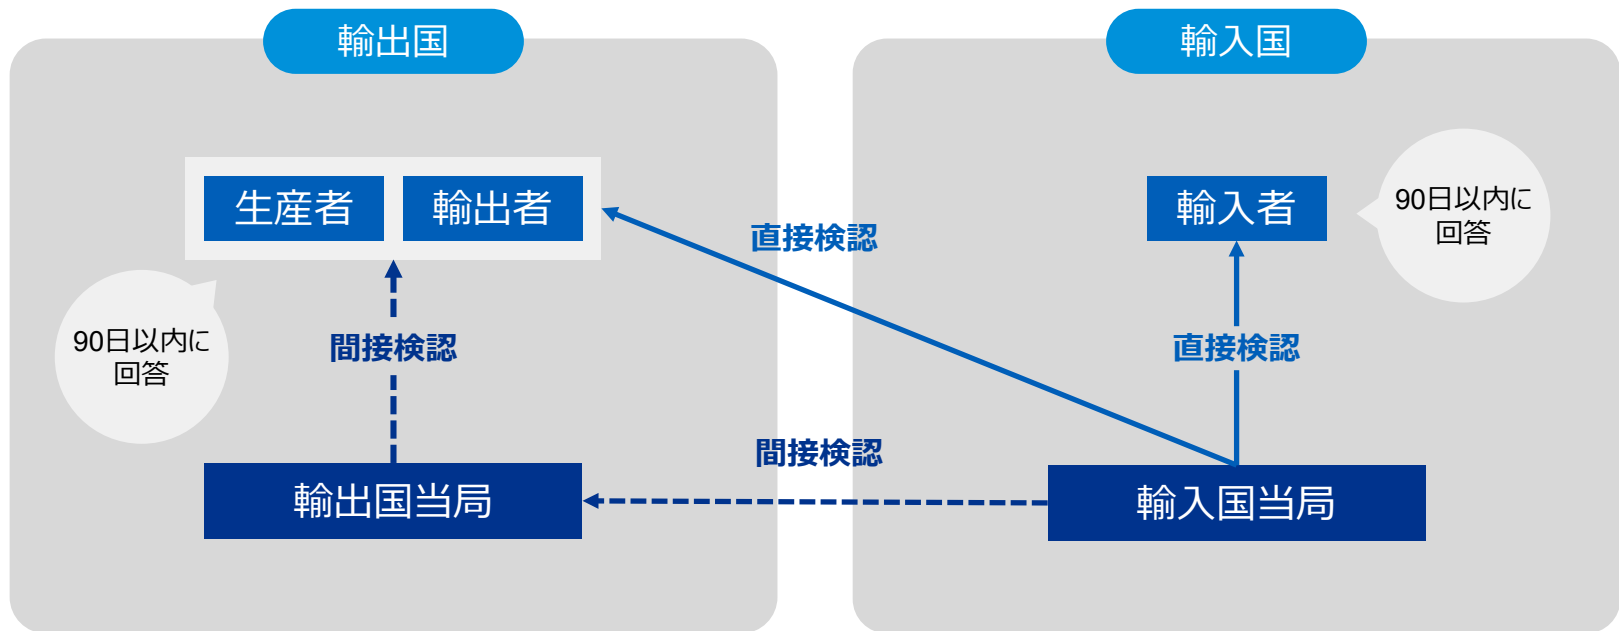 輸出国
輸入国
生産者
輸出者
輸入者
90日以内に
回答
直接検認
90日以内に
回答
間接検認
直接検認
間接検認
輸出国当局
輸入国当局